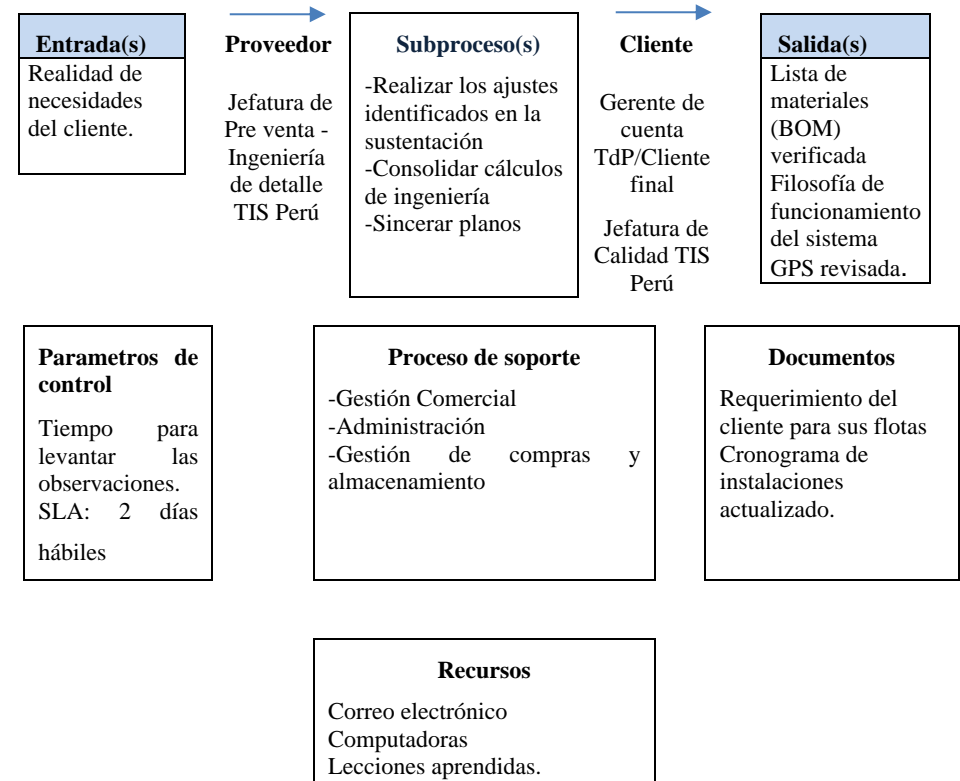 Entrada(s)
Realidad de
necesidades
del cliente.
Proveedor
Jefatura de
Pre venta -
Ingeniería
de detalle
TIS Perú
Subproceso(s)
-Realizar los ajustes
identificados en la
sustentación
-Consolidar cálculos
de ingeniería
-Sincerar planos
Cliente
Gerente de
cuenta
TdP/Cliente
final
Jefatura de
Calidad TIS
Perú
Salida(s)
Lista de
materiales
(BOM)
verificada
Filosofía de
funcionamiento
del sistema
GPS revisada.
Parametros de
control
Tiempo para
levantar las
observaciones.
SLA: 2 días
hábiles
Proceso de soporte
-Gestión Comercial
-Administración
-Gestión de compras y
almacenamiento
Documentos
Requerimiento del
cliente para sus flotas
Cronograma de
instalaciones
actualizado.
Recursos
Correo electrónico
Computadoras
Lecciones aprendidas.